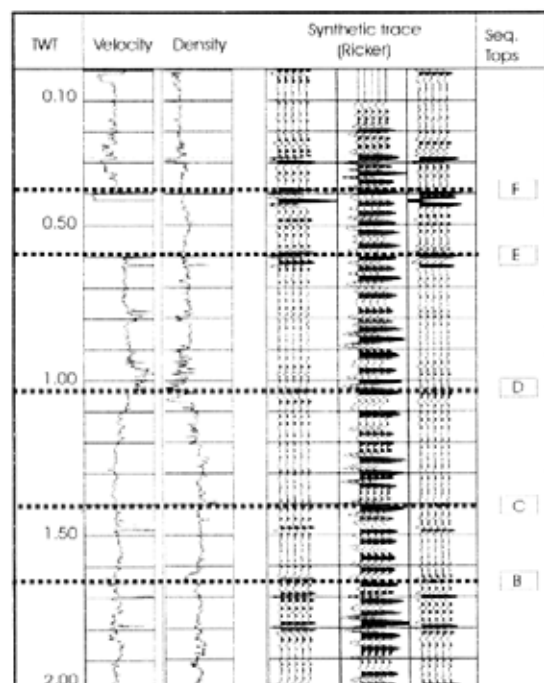 TWT Velocity Density Synthetic trace (Ricker) Seq. Tops
0.10
F
0.50
E
1.00
D
C
1.50
B
2.00